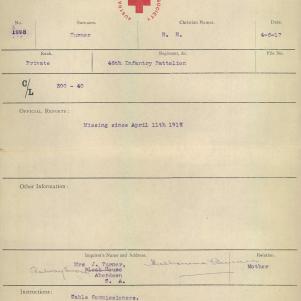 No. Surname. Christian Names. Date.
1898 Turner R. R. 4-6-17
Rank. Regiment, &c. File No.
Private 48th Infantry Battalion
C/L 300 - 40
OFFICIAL REPORTS:
Missing since April 11th 1917
Other Information:
Inquirer's Name and Address. Relation.
Mrs J. Turner, Mother
Aberdeen
S. A.
Instructions:
Cable Commissioners.